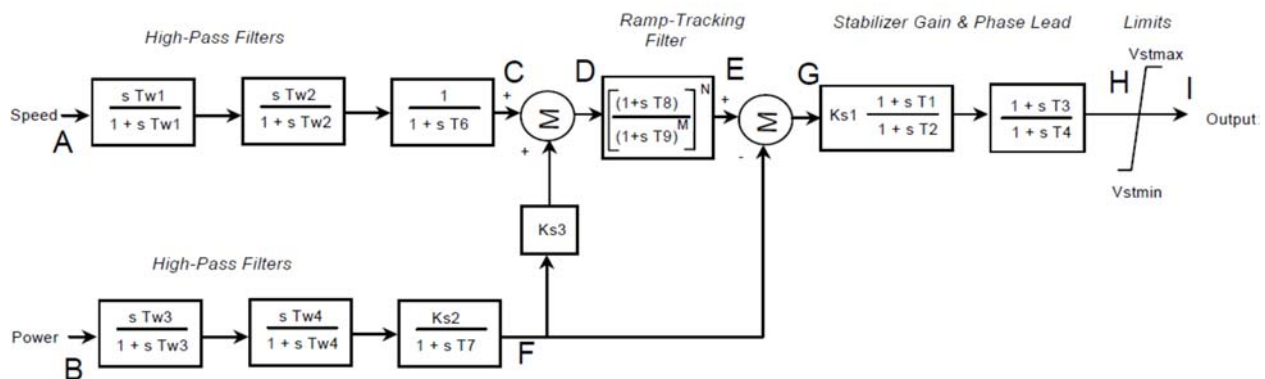 Ramp-Tracking
Filter
Stabilizer Gain & Phase Lead
Limits
High-Pass Filters
Vstmax
Speed
A
s Tw1
1 + s Tw1
s Tw2
1 + s Tw2
1
1 + s T6
C
+
+
M
D
(1+s T8)
(1+s T9)
M
N
E
+
-
M
G
Ks1
1 + s T1
1 + s T2
1 + s T3
1 + s T4
H
I
Output
Vstmin
Ks3
High-Pass Filters
Power
B
s Tw3
1 + s Tw3
s Tw4
1 + s Tw4
Ks2
1 + s T7
F